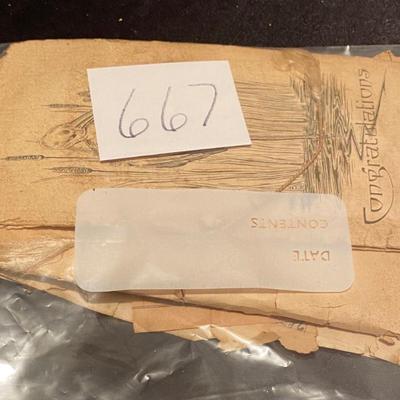 667
Congratulations
DATE
CONTENTS